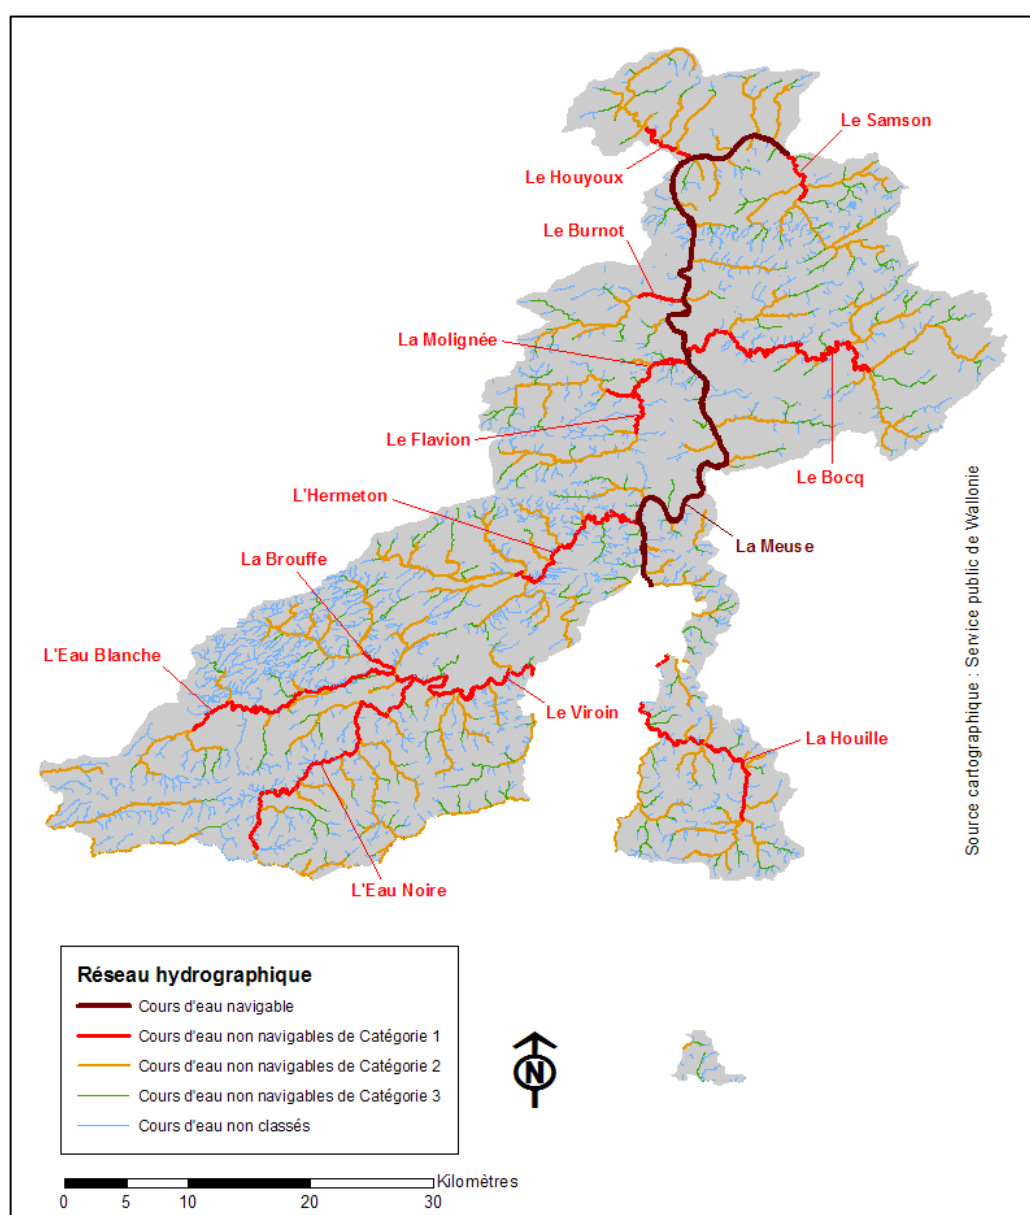 Le Samson
Le Houyoux
Le Burnot
La Molignée
Le Flavion
Le Bocq
L'Hermeton
La Meuse
La Brouffe
L'Eau Blanche
Le Viroin
La Houille
L'Eau Noire
Source cartographique : Service public de Wallonie
Réseau hydrographique
Cours d'eau navigable
Cours d'eau non navigables de Catégorie 1
Cours d'eau non navigables de Catégorie 2
Cours d'eau non navigables de Catégorie 3
Cours d'eau non classés
N
Kilomètres
0 5 10 20 30